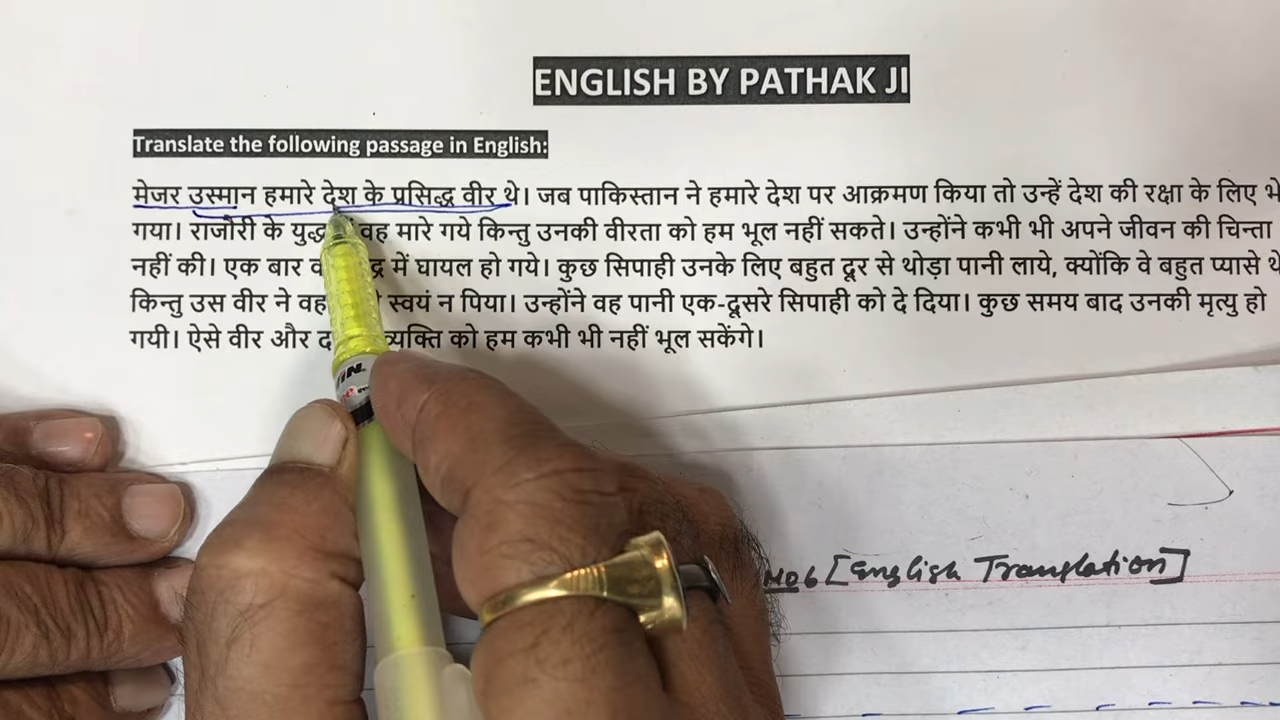 ENGLISH BY PATHAK JI
Translate the following passage in English:
मेजर उस्मान हमारे देश के प्रसिद्ध वीर थे। जब पाकिस्तान ने हमारे देश पर आक्रमण किया तो उन्हें देश की रक्षा के लिए
गया। राजौरी के युद्ध वह मारे गये किन्तु उनकी वीरता को हम भूल नहीं सकते। उन्होंने कभी भी अपने जीवन की चिन्ता
नहीं की। एक बार में घायल हो गये। कुछ सिपाही उनके लिए बहुत दूर से थोड़ा पानी लाये, क्योंकि वे बहुत प्यासे
किन्तु उस वीर ने वह स्वयं न पिया। उन्होंने वह पानी एक-दूसरे सिपाही को दे दिया। कुछ समय बाद उनकी मृत्यु हो
गयी। ऐसे वीर और व्यक्ति को हम कभी भी नहीं भूल सकेंगे।
[English Translation]